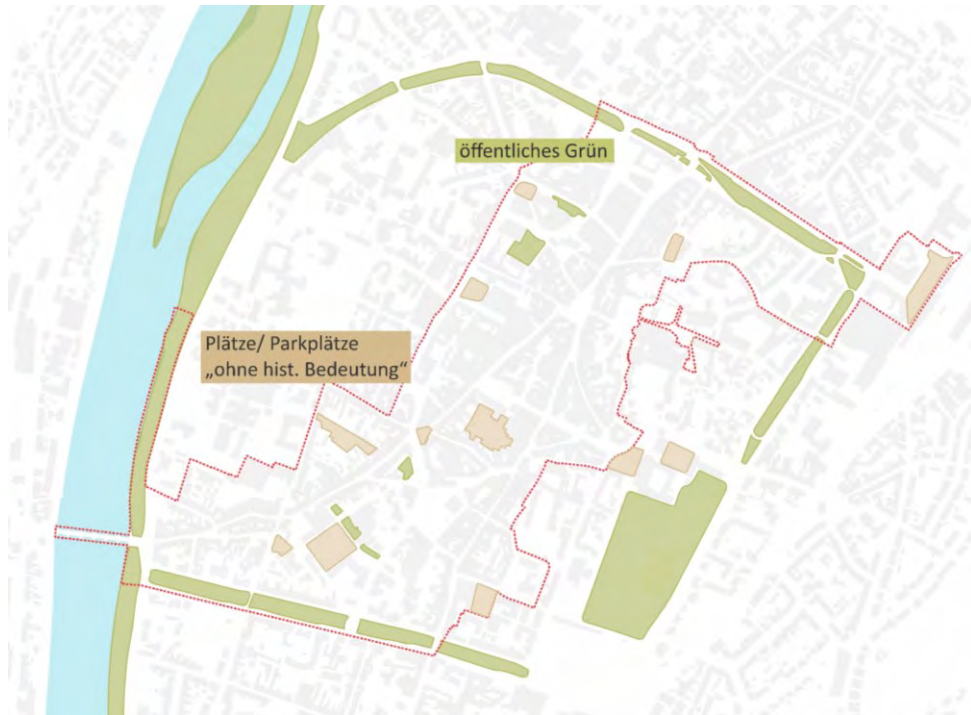 öffentliches Grün
Plätze/ Parkplätze
„ohne hist. Bedeutung“